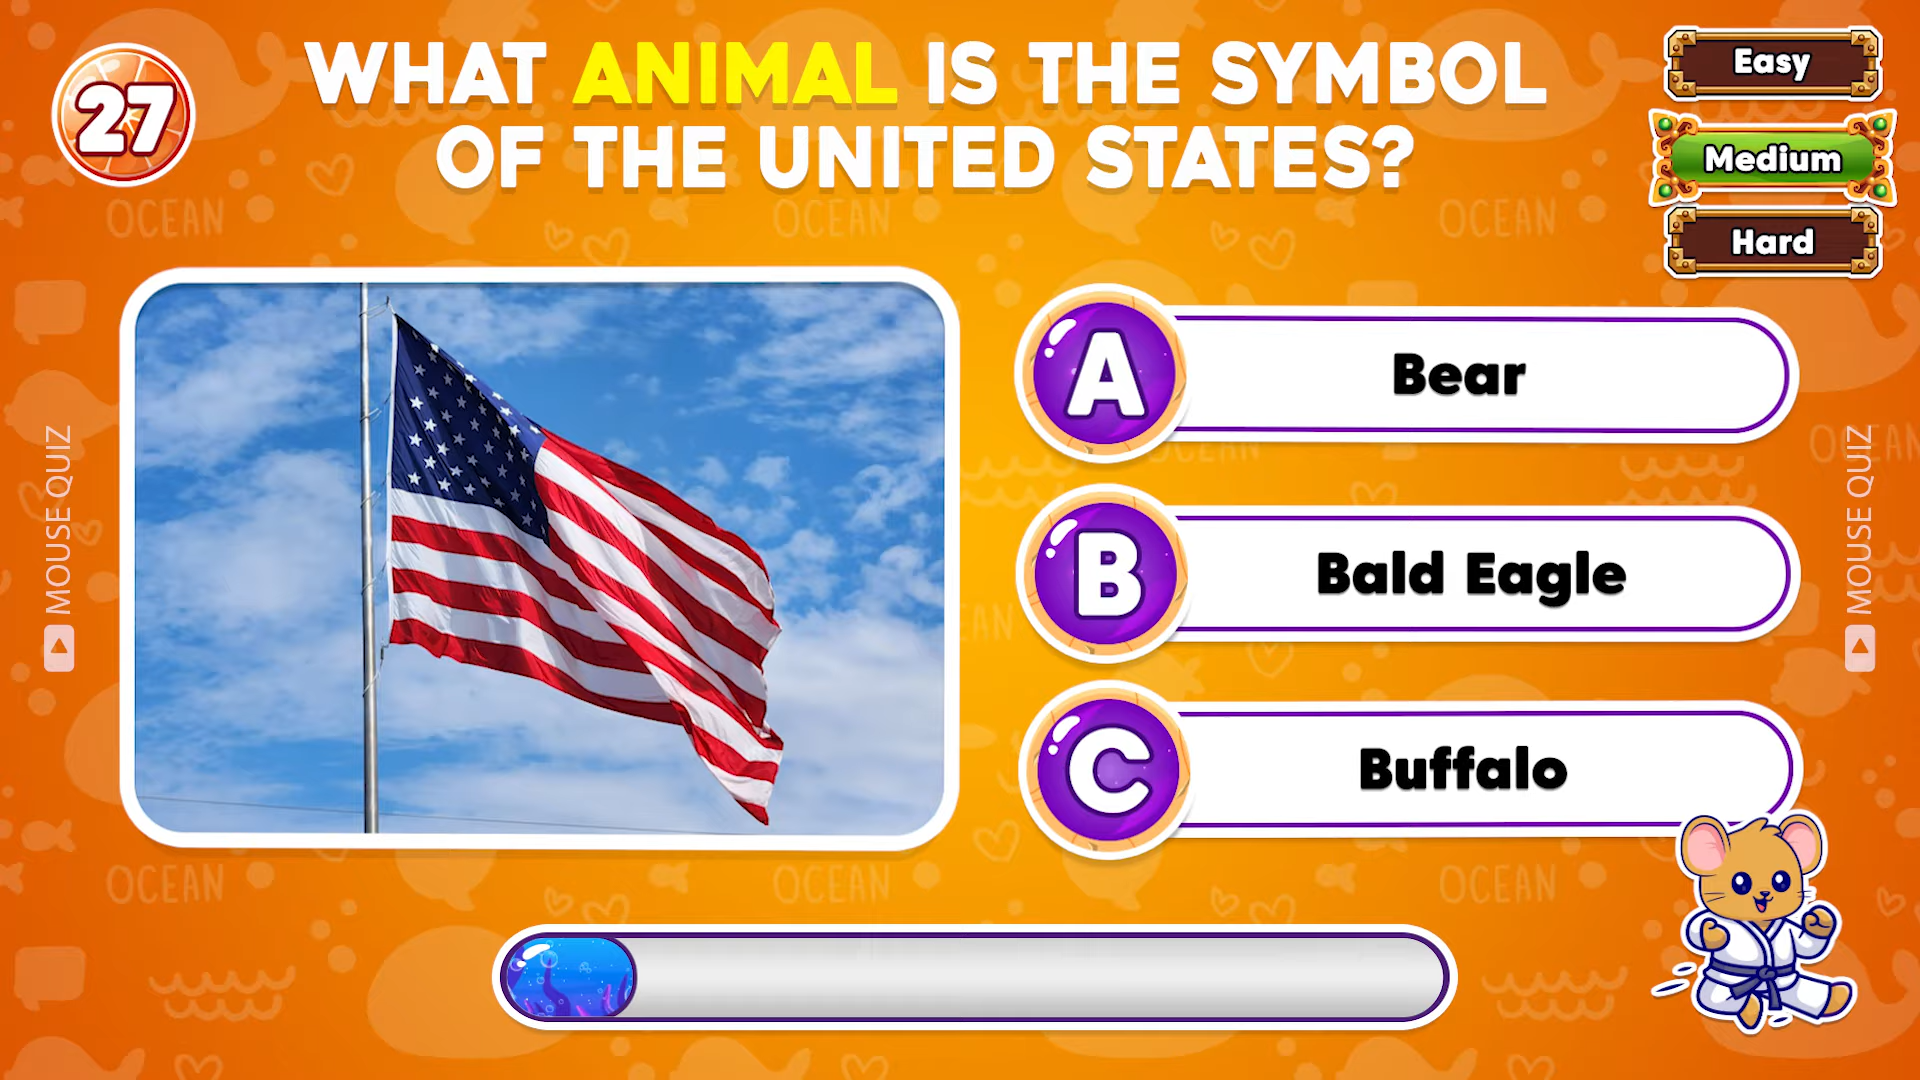 27
WHAT ANIMAL IS THE SYMBOL
OF THE UNITED STATES?
Easy
Medium
Hard
A Bear
B Bald Eagle
C Buffalo
MOUSE QUIZ
MOUSE QUIZ
OCEAN
OCEAN
OCEAN
OCEAN
OCEAN
OCEAN